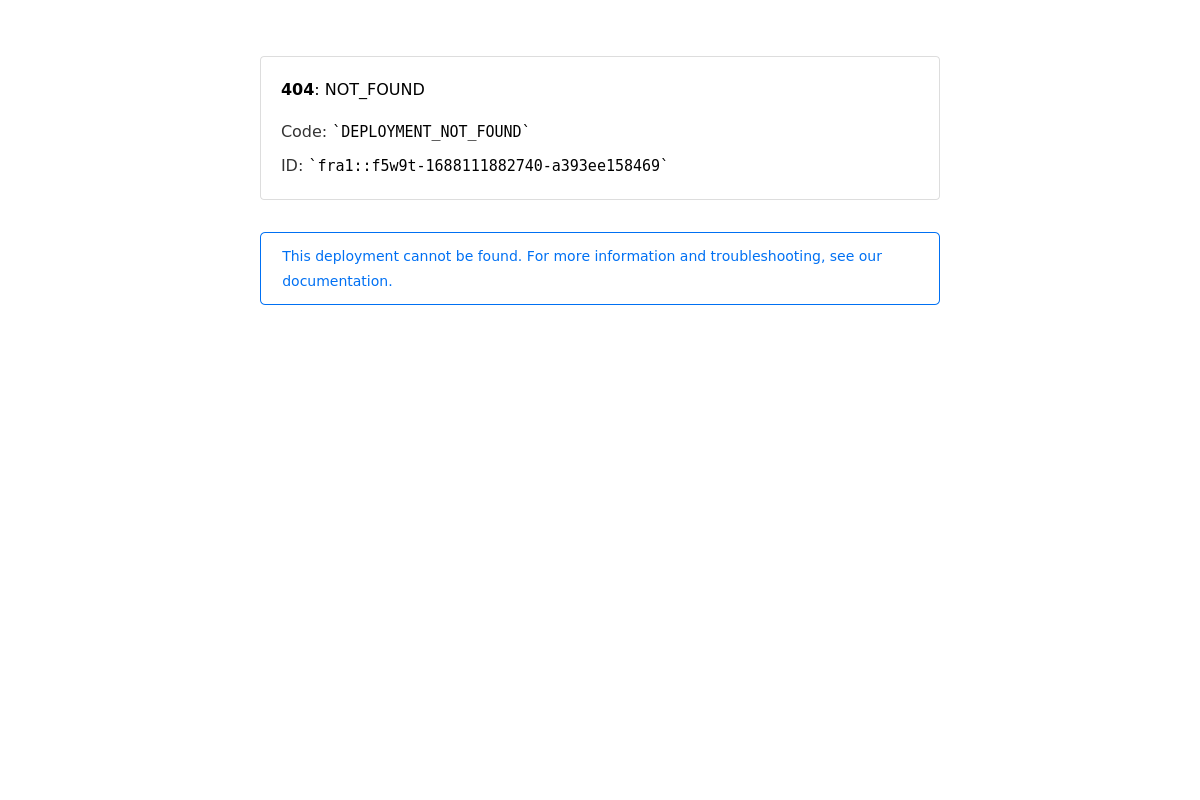 404: NOT_FOUND
Code: `DEPLOYMENT_NOT_FOUND`
ID: `fra1::f5w9t-1688111882740-a393ee158469`
This deployment cannot be found. For more information and troubleshooting, see our
documentation.